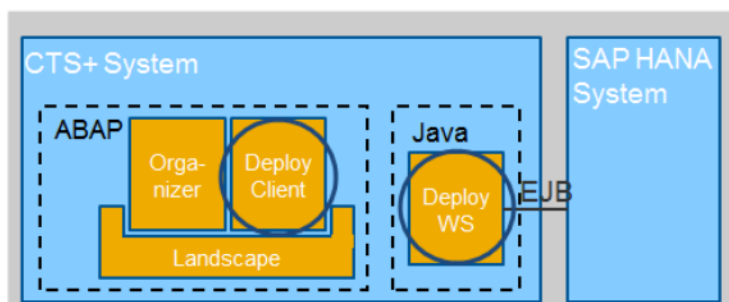 CTS+ System
SAP HANA
System
ABAP
Orga-
nizer
Deploy
Client
Landscape
Java
Deploy
WS
EJB